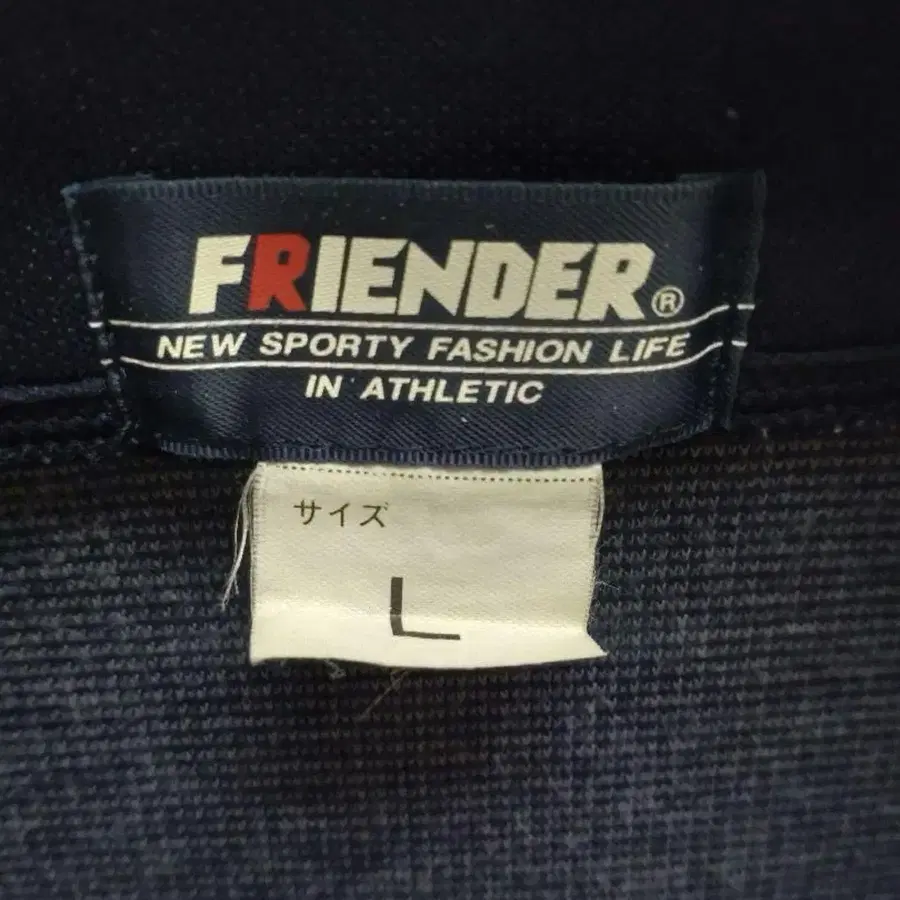 FRIENDER®
NEW SPORTY FASHION LIFE
IN ATHLETIC
サイズ
L